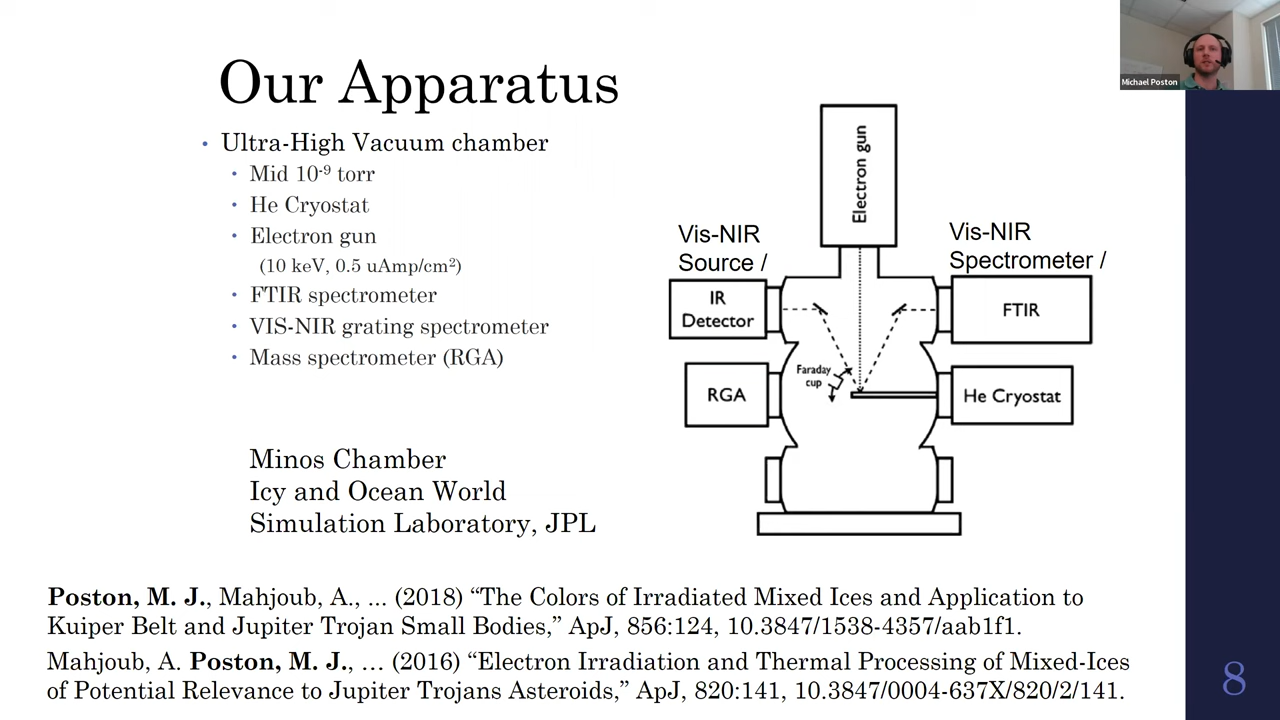 Our Apparatus
• Ultra-High Vacuum chamber
• Mid 10⁻⁹ torr
• He Cryostat
• Electron gun
(10 keV, 0.5 uAmp/cm²)
• FTIR spectrometer
• VIS-NIR grating spectrometer
• Mass spectrometer (RGA)
Minos Chamber
Icy and Ocean World
Simulation Laboratory, JPL
Electron gun
Vis-NIR
Source /
IR
Detector
Vis-NIR
Spectrometer /
FTIR
Faraday
cup
RGA
He Cryostat
Poston, M. J., Mahjoub, A., ... (2018) “The Colors of Irradiated Mixed Ices and Application to
Kuiper Belt and Jupiter Trojan Small Bodies,” ApJ, 856:124, 10.3847/1538-4357/aab1f1.
Mahjoub, A. Poston, M. J., … (2016) “Electron Irradiation and Thermal Processing of Mixed-Ices
of Potential Relevance to Jupiter Trojans Asteroids,” ApJ, 820:141, 10.3847/0004-637X/820/2/141.
8
Michael Poston